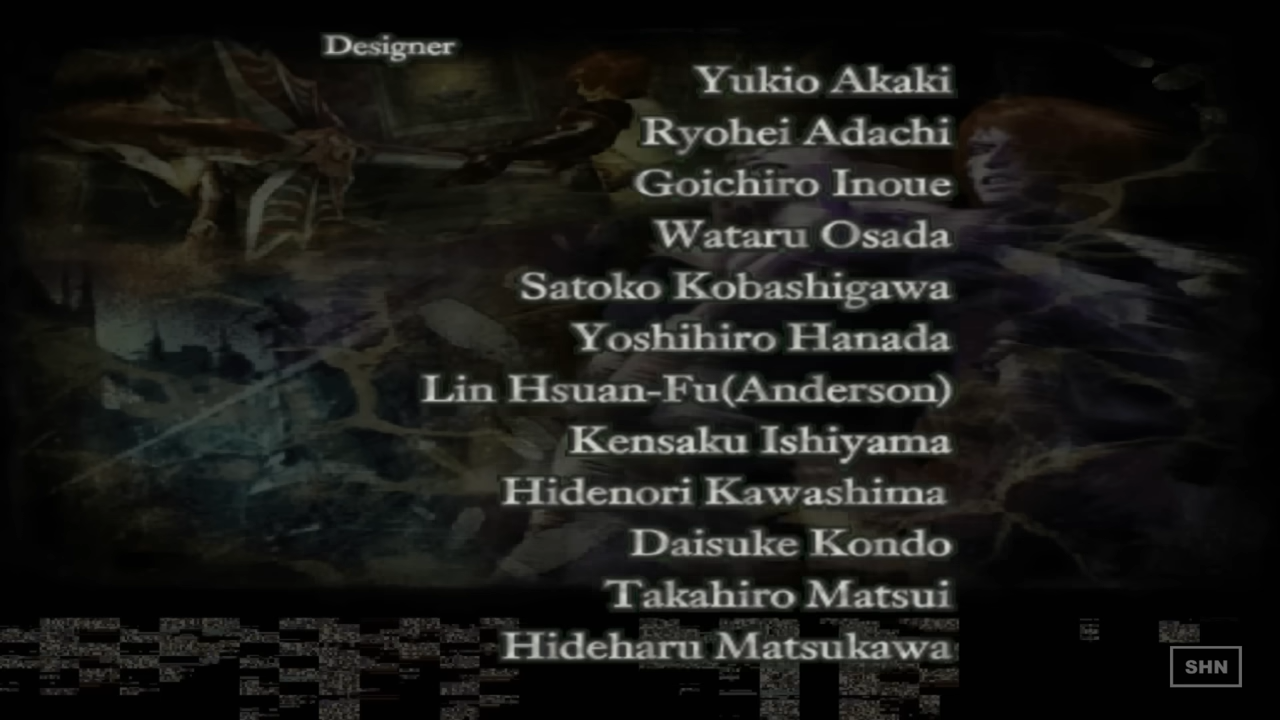 Designer
Yukio Akaki
Ryohei Adachi
Goichiro Inoue
Wataru Osada
Satoko Kobashigawa
Yoshihiro Hanada
Lin Hsuan-Fu(Anderson)
Kensaku Ishiyama
Hidenori Kawashima
Daisuke Kondo
Takahiro Matsui
Hideharu Matsukawa
SHN